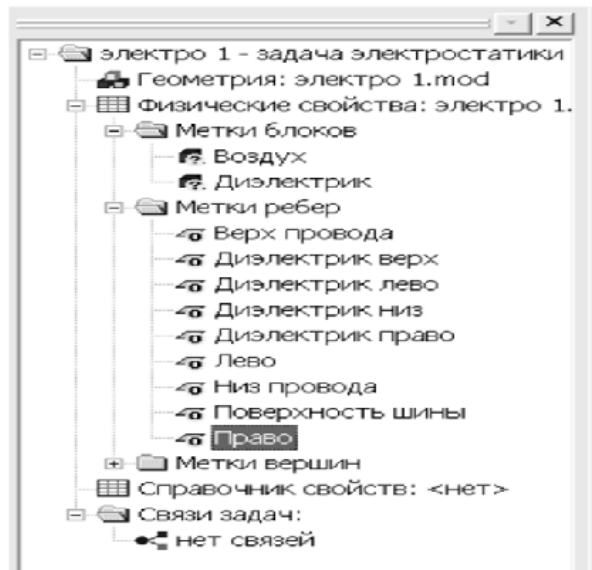 электро 1 - задача электростатики
Геометрия: электро 1.mod
Физические свойства: электро 1.
Метки блоков
Воздух
Диэлектрик
Метки ребер
Верх провода
Диэлектрик верх
Диэлектрик лево
Диэлектрик низ
Диэлектрик право
Лево
Низ провода
Поверхность шины
Право
Метки вершин
Справочник свойств: <нет>
Связи задач:
нет связей